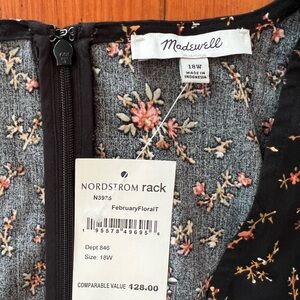 Madewell
18W
MADE IN
INDONESIA
NORDSTROM rack
N3975
FebruaryFloralT
Dept 846
Size: 18W
COMPARABLE VALUE 128.00